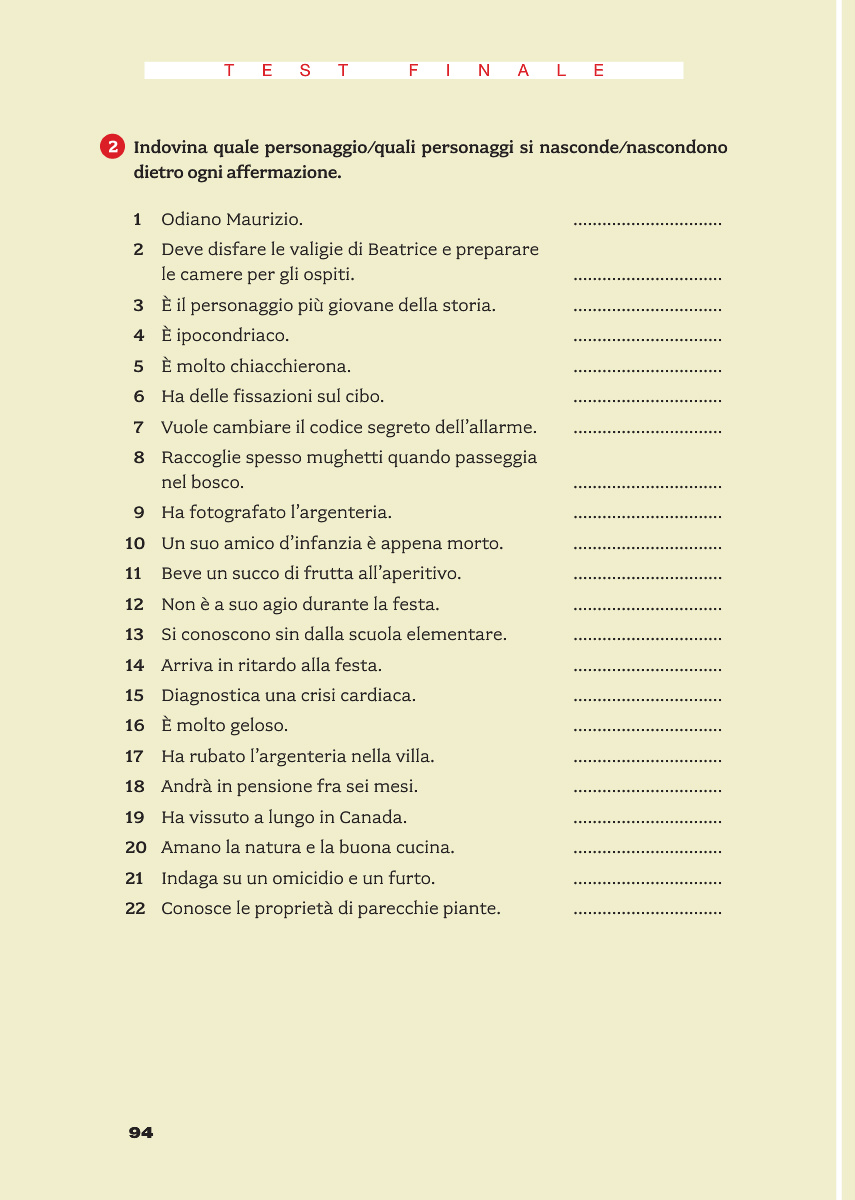 TEST FINALE
2 Indovina quale personaggio/quali personaggi si nasconde/nascondono
dietro ogni affermazione.
1 Odiano Maurizio. ...............................
2 Deve disfare le valigie di Beatrice e preparare
le camere per gli ospiti. ...............................
3 È il personaggio più giovane della storia. ...............................
4 È ipocondriaco. ...............................
5 È molto chiacchierona. ...............................
6 Ha delle fissazioni sul cibo. ...............................
7 Vuole cambiare il codice segreto dell’allarme. ...............................
8 Raccoglie spesso mughetti quando passeggia
nel bosco. ...............................
9 Ha fotografato l’argenteria. ...............................
10 Un suo amico d’infanzia è appena morto. ...............................
11 Beve un succo di frutta all’aperitivo. ...............................
12 Non è a suo agio durante la festa. ...............................
13 Si conoscono sin dalla scuola elementare. ...............................
14 Arriva in ritardo alla festa. ...............................
15 Diagnostica una crisi cardiaca. ...............................
16 È molto geloso. ...............................
17 Ha rubato l’argenteria nella villa. ...............................
18 Andrà in pensione fra sei mesi. ...............................
19 Ha vissuto a lungo in Canada. ...............................
20 Amano la natura e la buona cucina. ...............................
21 Indaga su un omicidio e un furto. ...............................
22 Conosce le proprietà di parecchie piante. ...............................
94